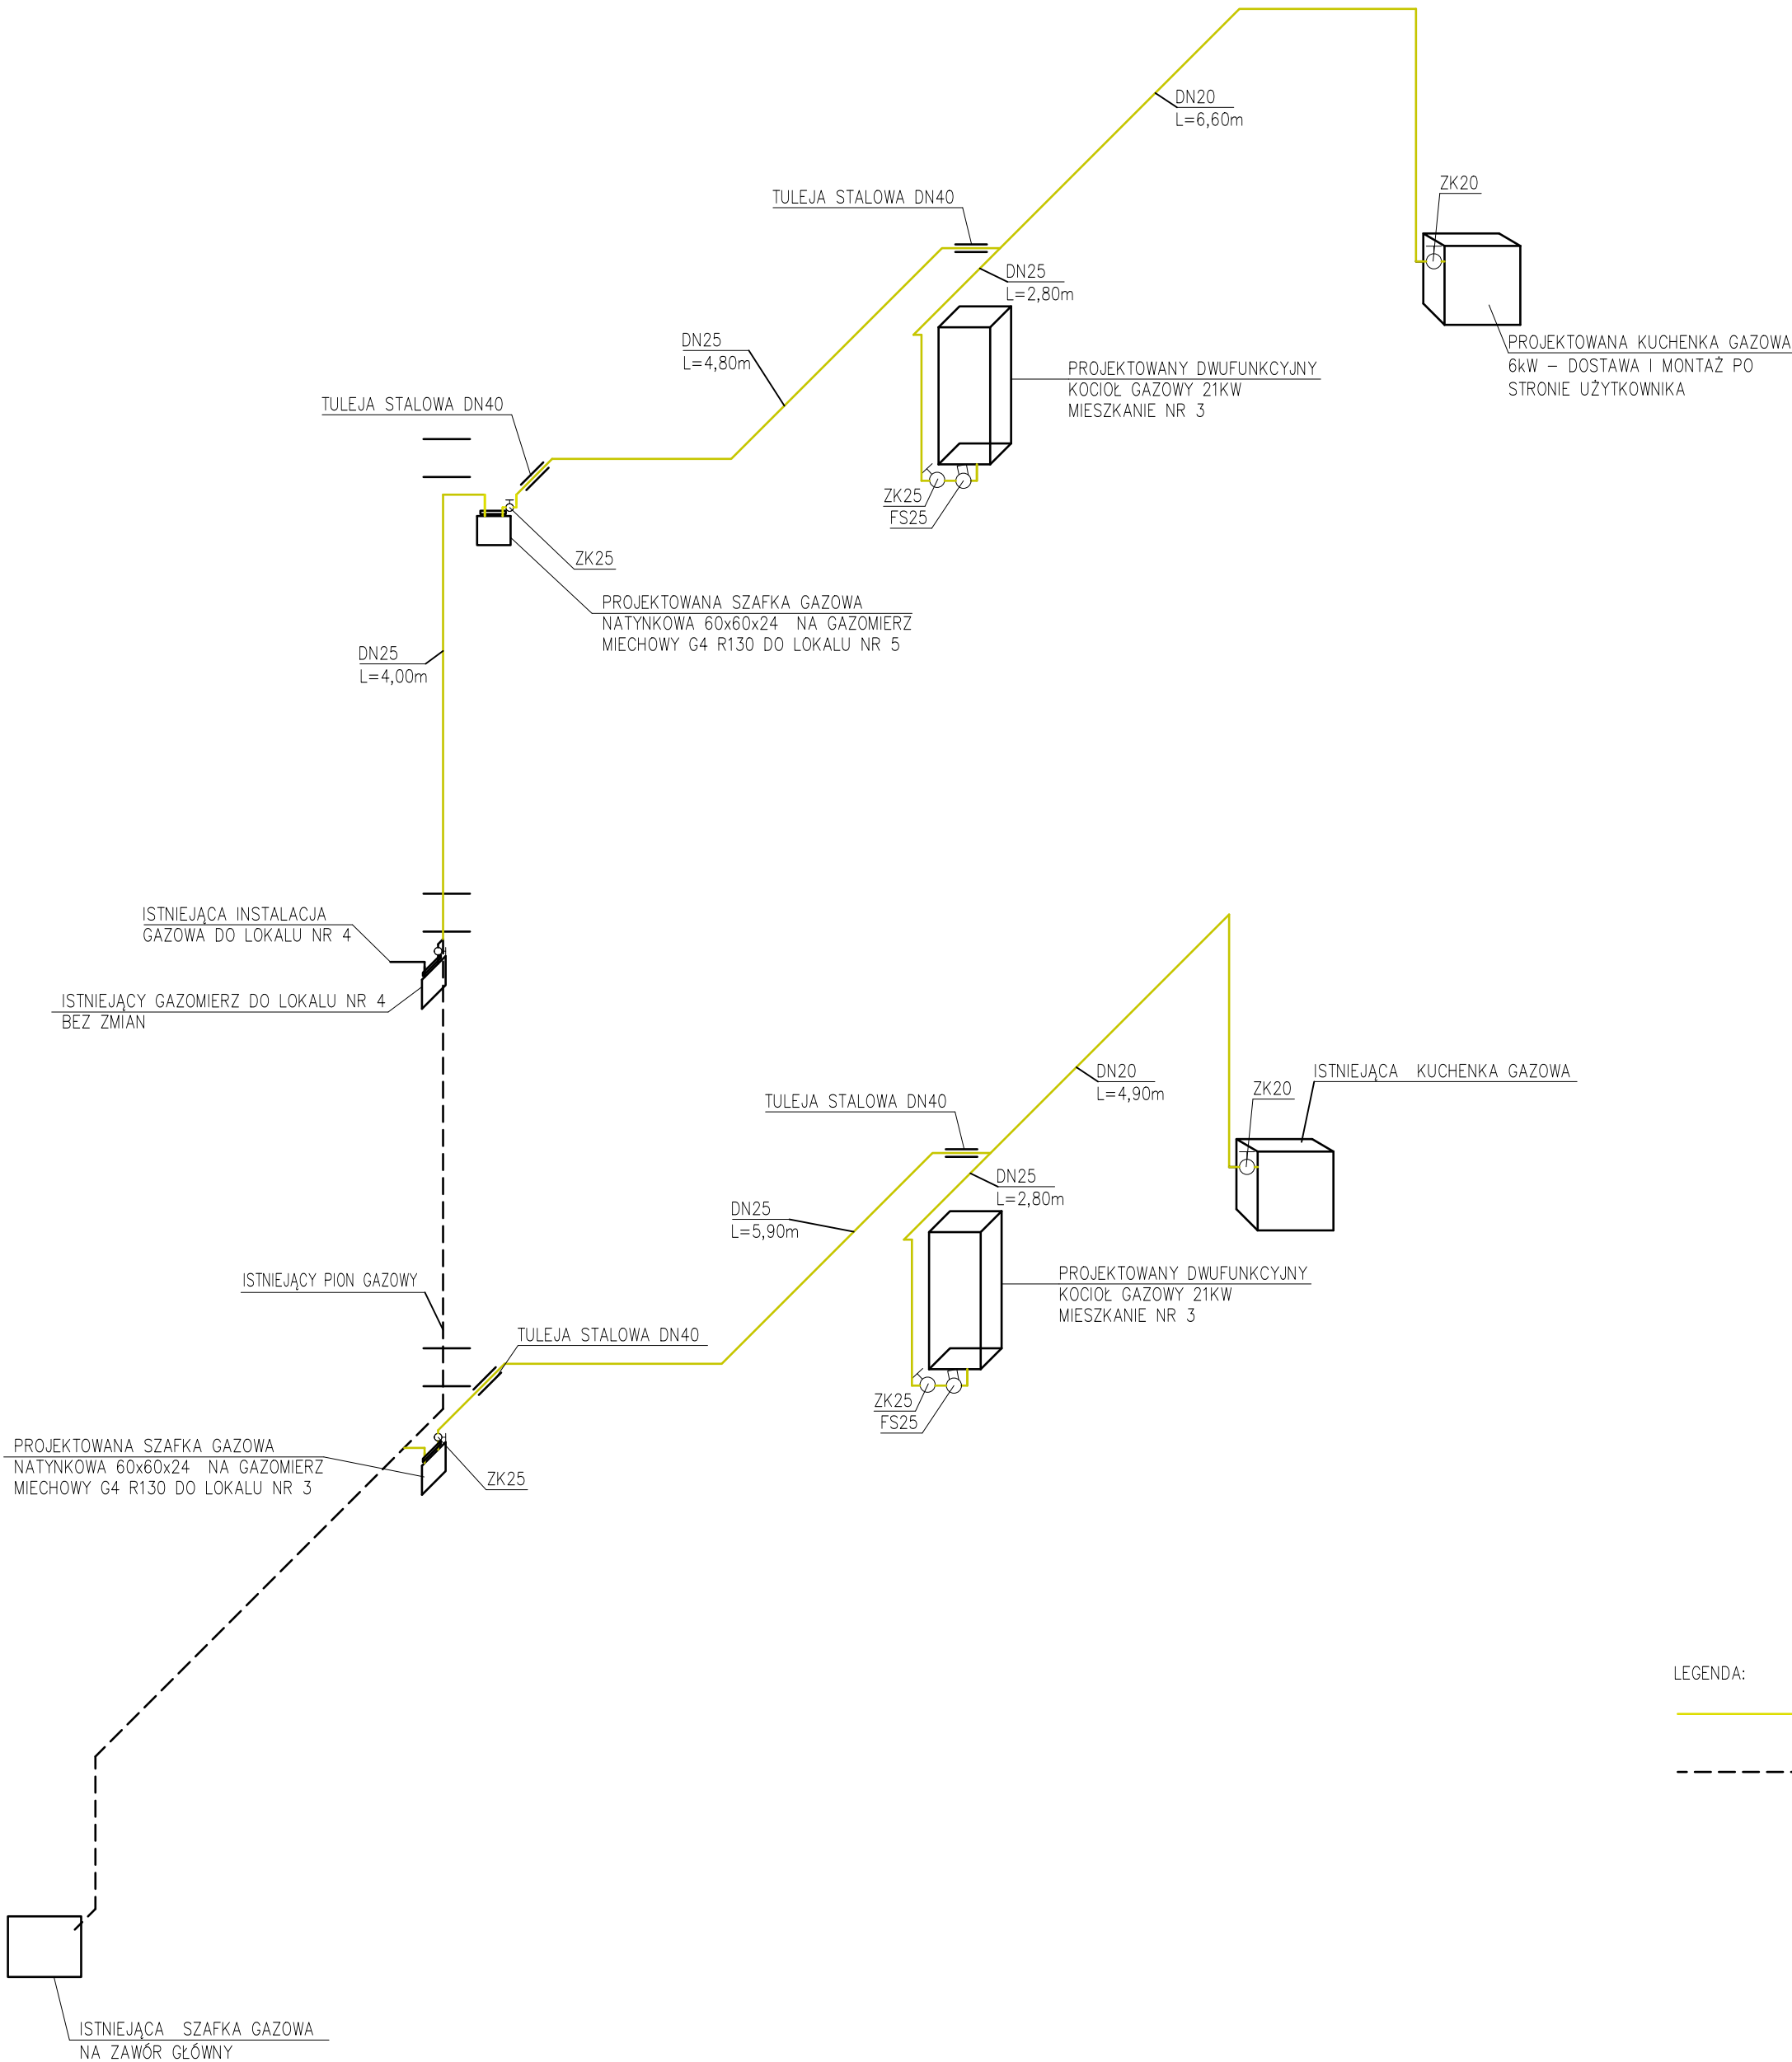 DN20
L=6,60m
ZK20
TULEJA STALOWA DN40
DN25
L=2,80m
DN25
L=4,80m
PROJEKTOWANA KUCHENKA GAZOWA
6kW – DOSTAWA I MONTAŻ PO
STRONIE UŻYTKOWNIKA
PROJEKTOWANY DWUFUNKCYJNY
KOCIOŁ GAZOWY 21KW
MIESZKANIE NR 3
TULEJA STALOWA DN40
ZK25
FS25
ZK25
PROJEKTOWANA SZAFKA GAZOWA
NATYNKOWA 60x60x24 NA GAZOMIERZ
MIECHOWY G4 R130 DO LOKALU NR 5
DN25
L=4,00m
ISTNIEJĄCA INSTALACJA
GAZOWA DO LOKALU NR 4
ISTNIEJĄCY GAZOMIERZ DO LOKALU NR 4
BEZ ZMIAN
DN20
L=4,90m
ISTNIEJĄCA KUCHENKA GAZOWA
ZK20
TULEJA STALOWA DN40
DN25
L=2,80m
DN25
L=5,90m
PROJEKTOWANY DWUFUNKCYJNY
KOCIOŁ GAZOWY 21KW
MIESZKANIE NR 3
ISTNIEJĄCY PION GAZOWY
TULEJA STALOWA DN40
ZK25
FS25
PROJEKTOWANA SZAFKA GAZOWA
NATYNKOWA 60x60x24 NA GAZOMIERZ
MIECHOWY G4 R130 DO LOKALU NR 3
ZK25
LEGENDA:
ISTNIEJĄCA SZAFKA GAZOWA
NA ZAWÓR GŁÓWNY